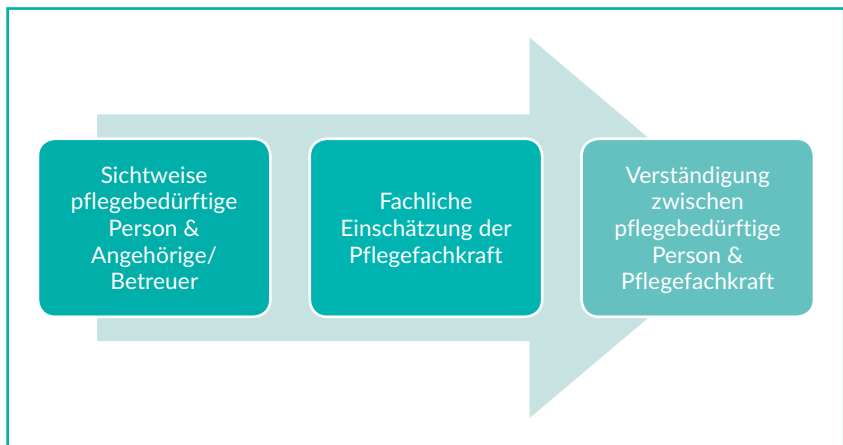 Sichtweise
pflegebedürftige
Person &
Angehörige/
Betreuer
Fachliche
Einschätzung der
Pflegefachkraft
Verständigung
zwischen
pflegebedürftige
Person &
Pflegefachkraft